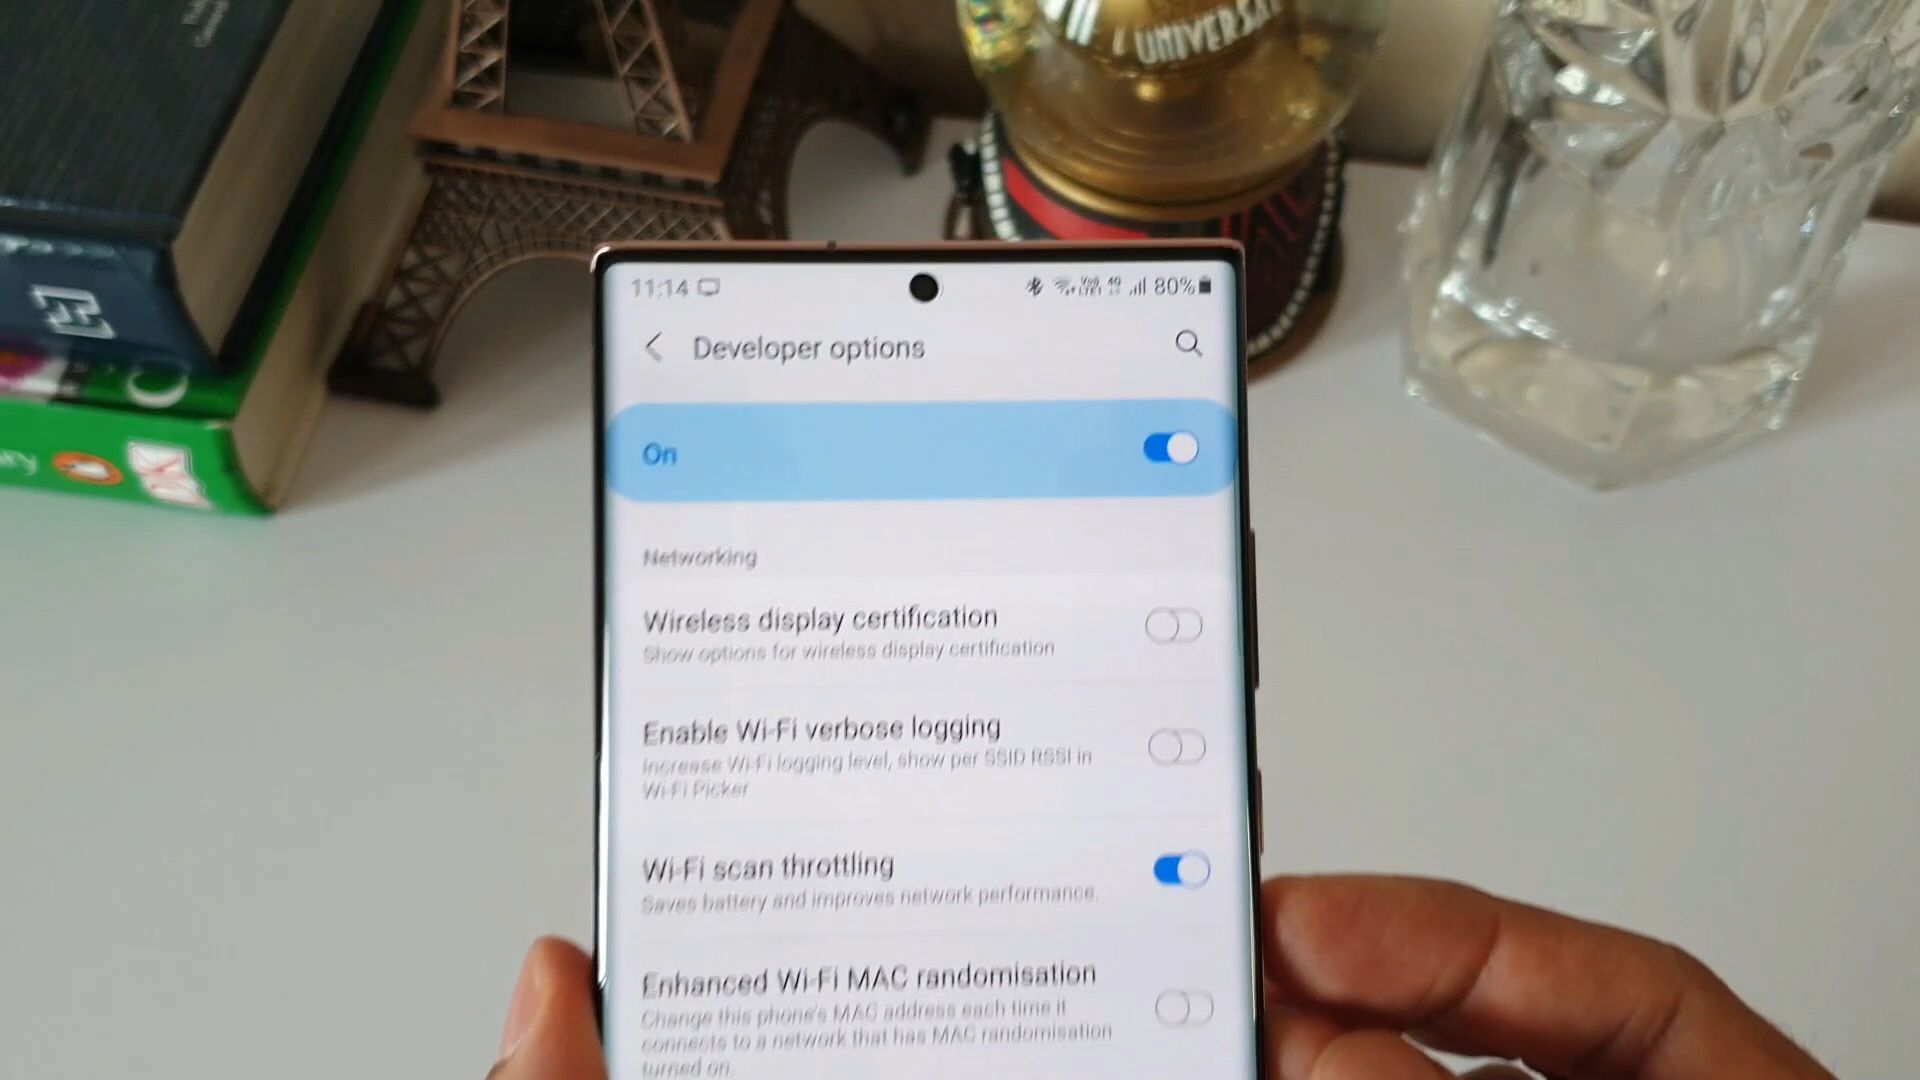 L'UNIVERSA
11:14
80%
Developer options
On
Networking
Wireless display certification
Show options for wireless display certification
Enable Wi-Fi verbose logging
Increase Wi-Fi logging level, show per SSID RSSI in
Wi-Fi Picker
Wi-Fi scan throttling
Saves battery and improves network performance.
Enhanced Wi-Fi MAC randomisation
Change this phone's MAC address each time it
connects to a network that has MAC randomisation
turned on.
DK